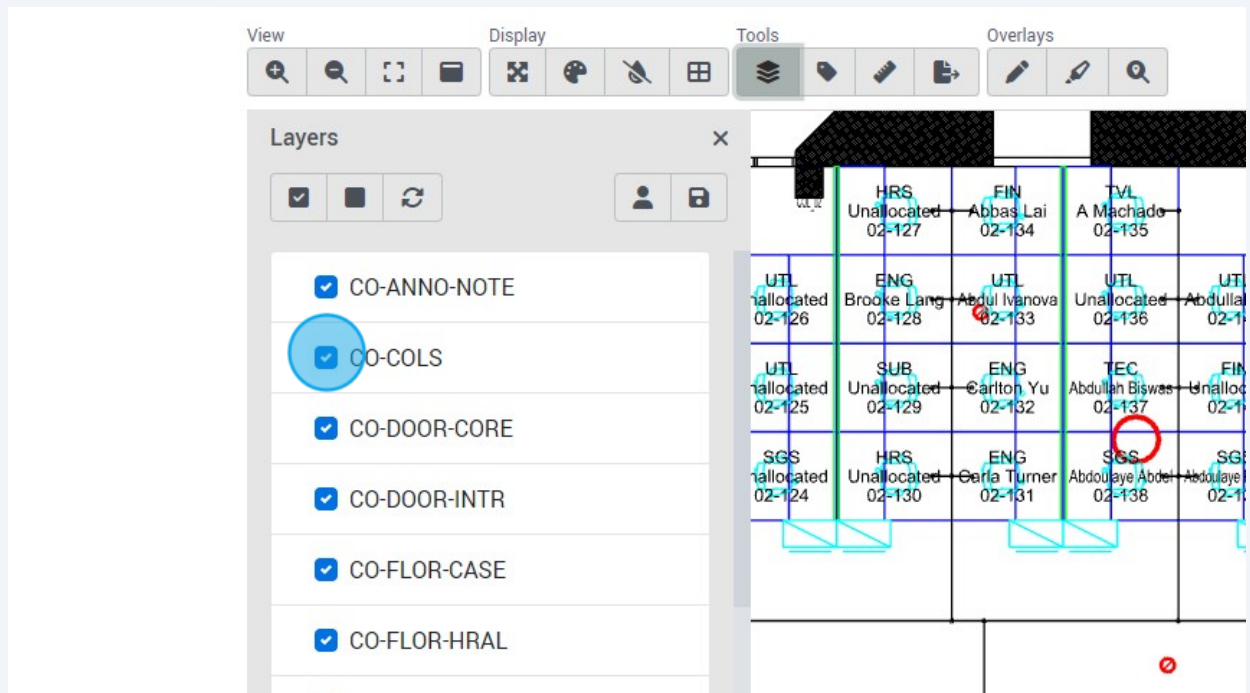 View Display Tools Overlays
Layers
CO-ANNO-NOTE
CO-COLS
CO-DOOR-CORE
CO-DOOR-INTR
CO-FLOR-CASE
CO-FLOR-HRAL
HRS FIN TVL
Unallocated Abbas Lai A Machado
02-127 02-134 02-135
UTL ENG UTL UTL
Brooke Lang Abdul Ivanova Unallocated
02-126 02-128 02-133 02-136
UTL SUB ENG TEC
Unallocated Carlton Yu Abdullah Biswas
02-125 02-129 02-132 02-137
SGS HRS ENG SGS
Unallocated Carla Turner Abdoulaye Abdel
02-124 02-130 02-131 02-138